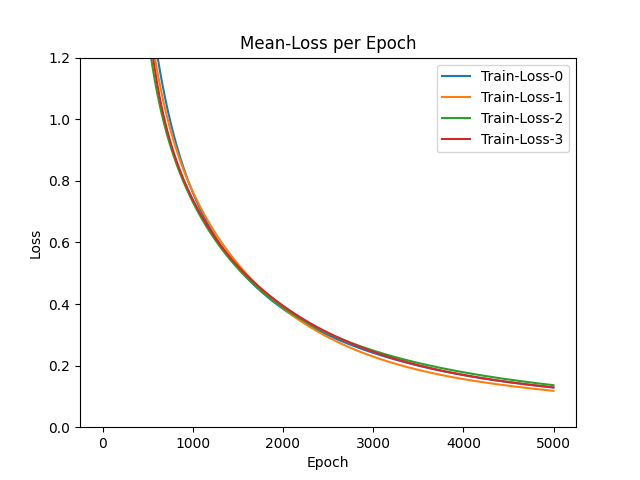 Mean-Loss per Epoch
Train-Loss-0
Train-Loss-1
Train-Loss-2
Train-Loss-3
1.2
1.0
0.8
0.6
0.4
0.2
0.0
Loss
0 1000 2000 3000 4000 5000
Epoch